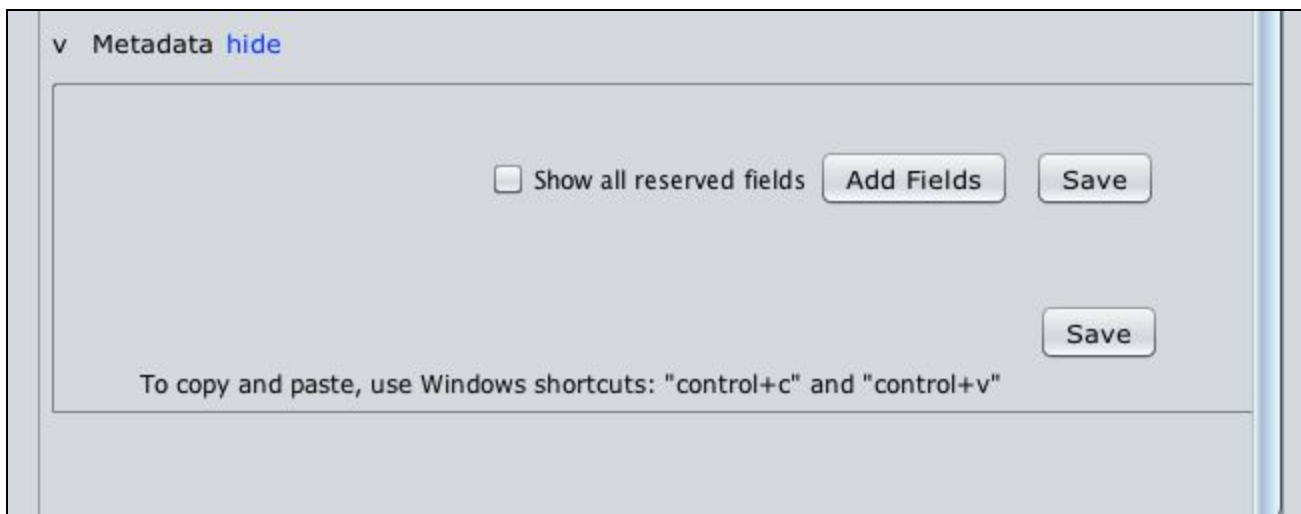 v Metadata hide
Show all reserved fields Add Fields Save
Save
To copy and paste, use Windows shortcuts: "control+c" and "control+v"